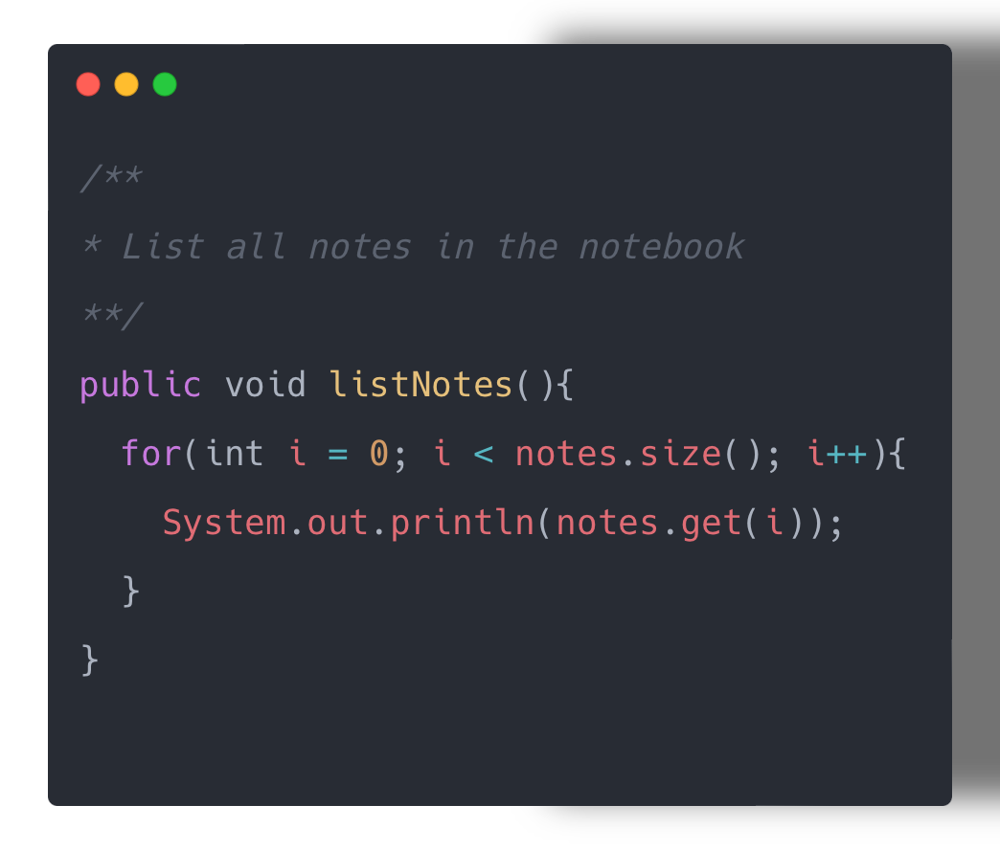 /**
* List all notes in the notebook
**/
public void listNotes(){
  for(int i = 0; i < notes.size(); i++){
    System.out.println(notes.get(i));
  }
}